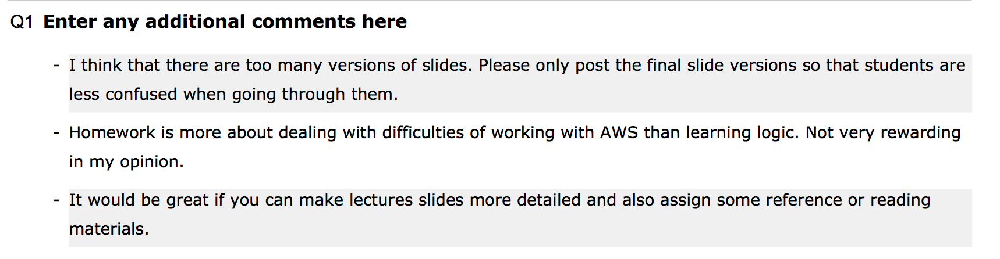 Q1 Enter any additional comments here
- I think that there are too many versions of slides. Please only post the final slide versions so that students are
less confused when going through them.
- Homework is more about dealing with difficulties of working with AWS than learning logic. Not very rewarding
in my opinion.
- It would be great if you can make lectures slides more detailed and also assign some reference or reading
materials.